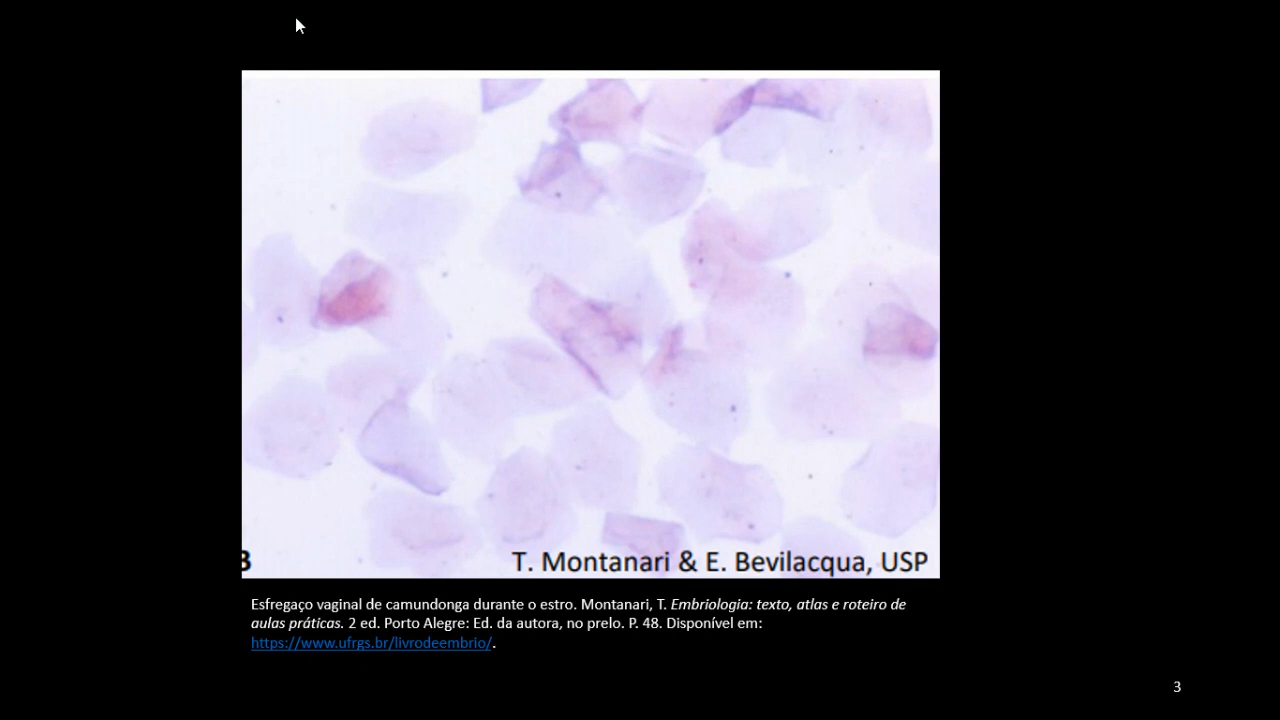 B
T. Montanari & E. Bevilacqua, USP
Esfregaço vaginal de camundonga durante o estro. Montanari, T. Embriologia: texto, atlas e roteiro de
aulas práticas. 2 ed. Porto Alegre: Ed. da autora, no prelo. P. 48. Disponível em:
https://www.ufrgs.br/livrodeembrio/.
3